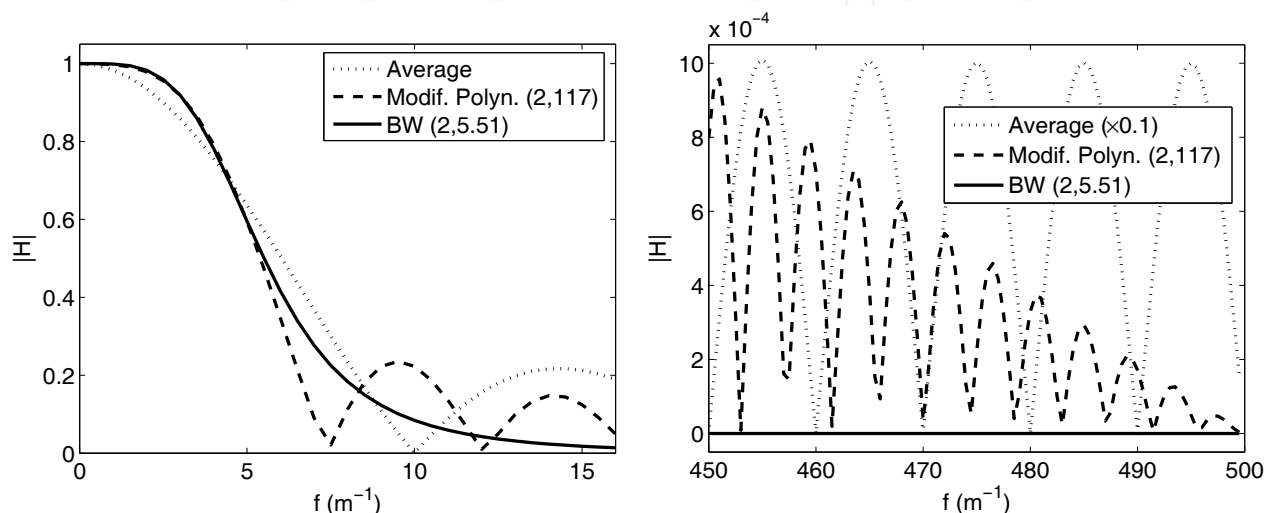 |H|
1
0.8
0.6
0.4
0.2
0
0 5 10 15
f (m⁻¹)
Average
Modif. Polyn. (2,117)
BW (2,5.51)
x 10⁻⁴
|H|
10
8
6
4
2
0
450 460 470 480 490 500
f (m⁻¹)
Average (×0.1)
Modif. Polyn. (2,117)
BW (2,5.51)